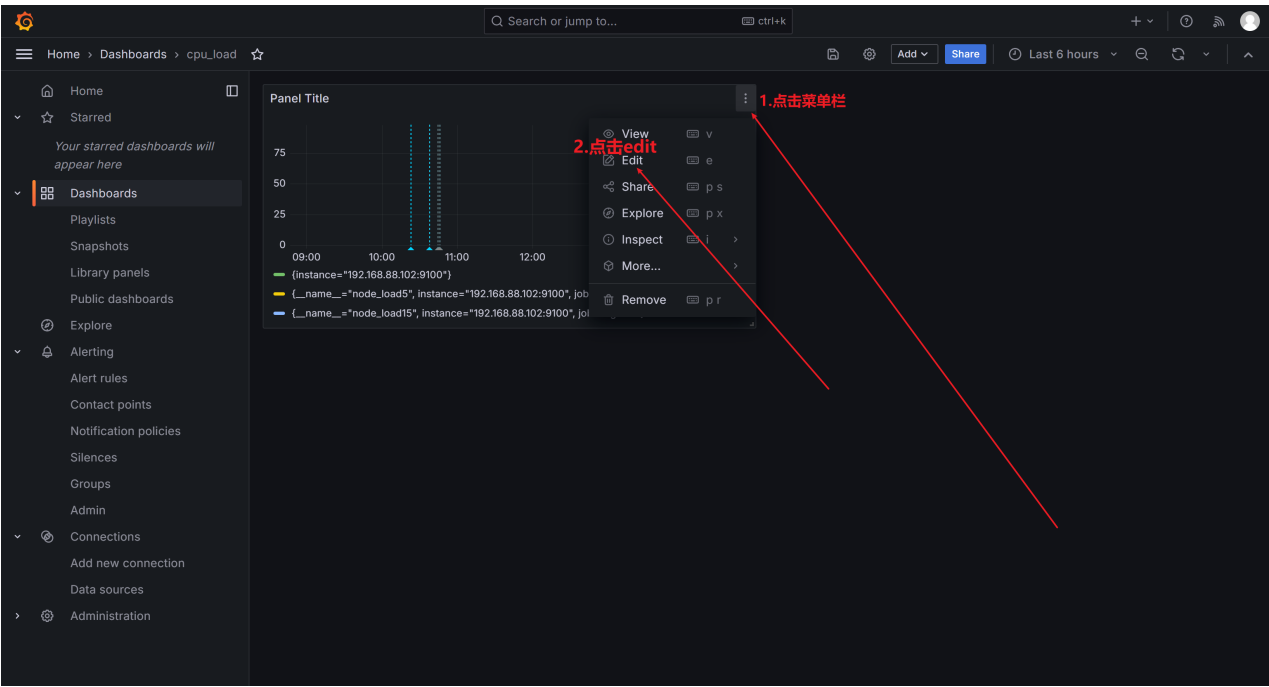 Search or jump to...
ctrl+k
Home > Dashboards > cpu_load
Add
Share
Last 6 hours
Home
Starred
Your starred dashboards will
appear here
Dashboards
Playlists
Snapshots
Library panels
Public dashboards
Explore
Alerting
Alert rules
Contact points
Notification policies
Silences
Groups
Admin
Connections
Add new connection
Data sources
Administration
Panel Title
1.点击菜单栏
75
50
25
0
09:00
10:00
11:00
12:00
{instance="192.168.88.102:9100"}
{__name__="node_load5", instance="192.168.88.102:9100", job
{__name__="node_load15", instance="192.168.88.102:9100",
View v
2.点击edit
Edit e
Share p s
Explore p x
Inspect i
More...
Remove p r